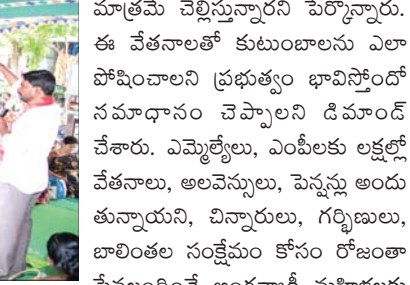 మాత్రమే చెల్లిస్తున్నారని పేర్కొన్నారు.
ఈ వేతనాలతో కుటుంబాలను ఎలా
పోషించాలని ప్రభుత్వం భావిస్తోందో
నమాధానం చెప్పాలని డిమాండ్
చేశారు. ఎమ్మెల్యేలు, ఎంపీలకు లక్షల్లో
వేతనాలు, అలవెన్సులు, పెన్షన్లు అందు
తున్నాయని, చిన్నారులు, గర్భిణులు,
బాలింతల సంక్షేమం కోసం రోజంతా